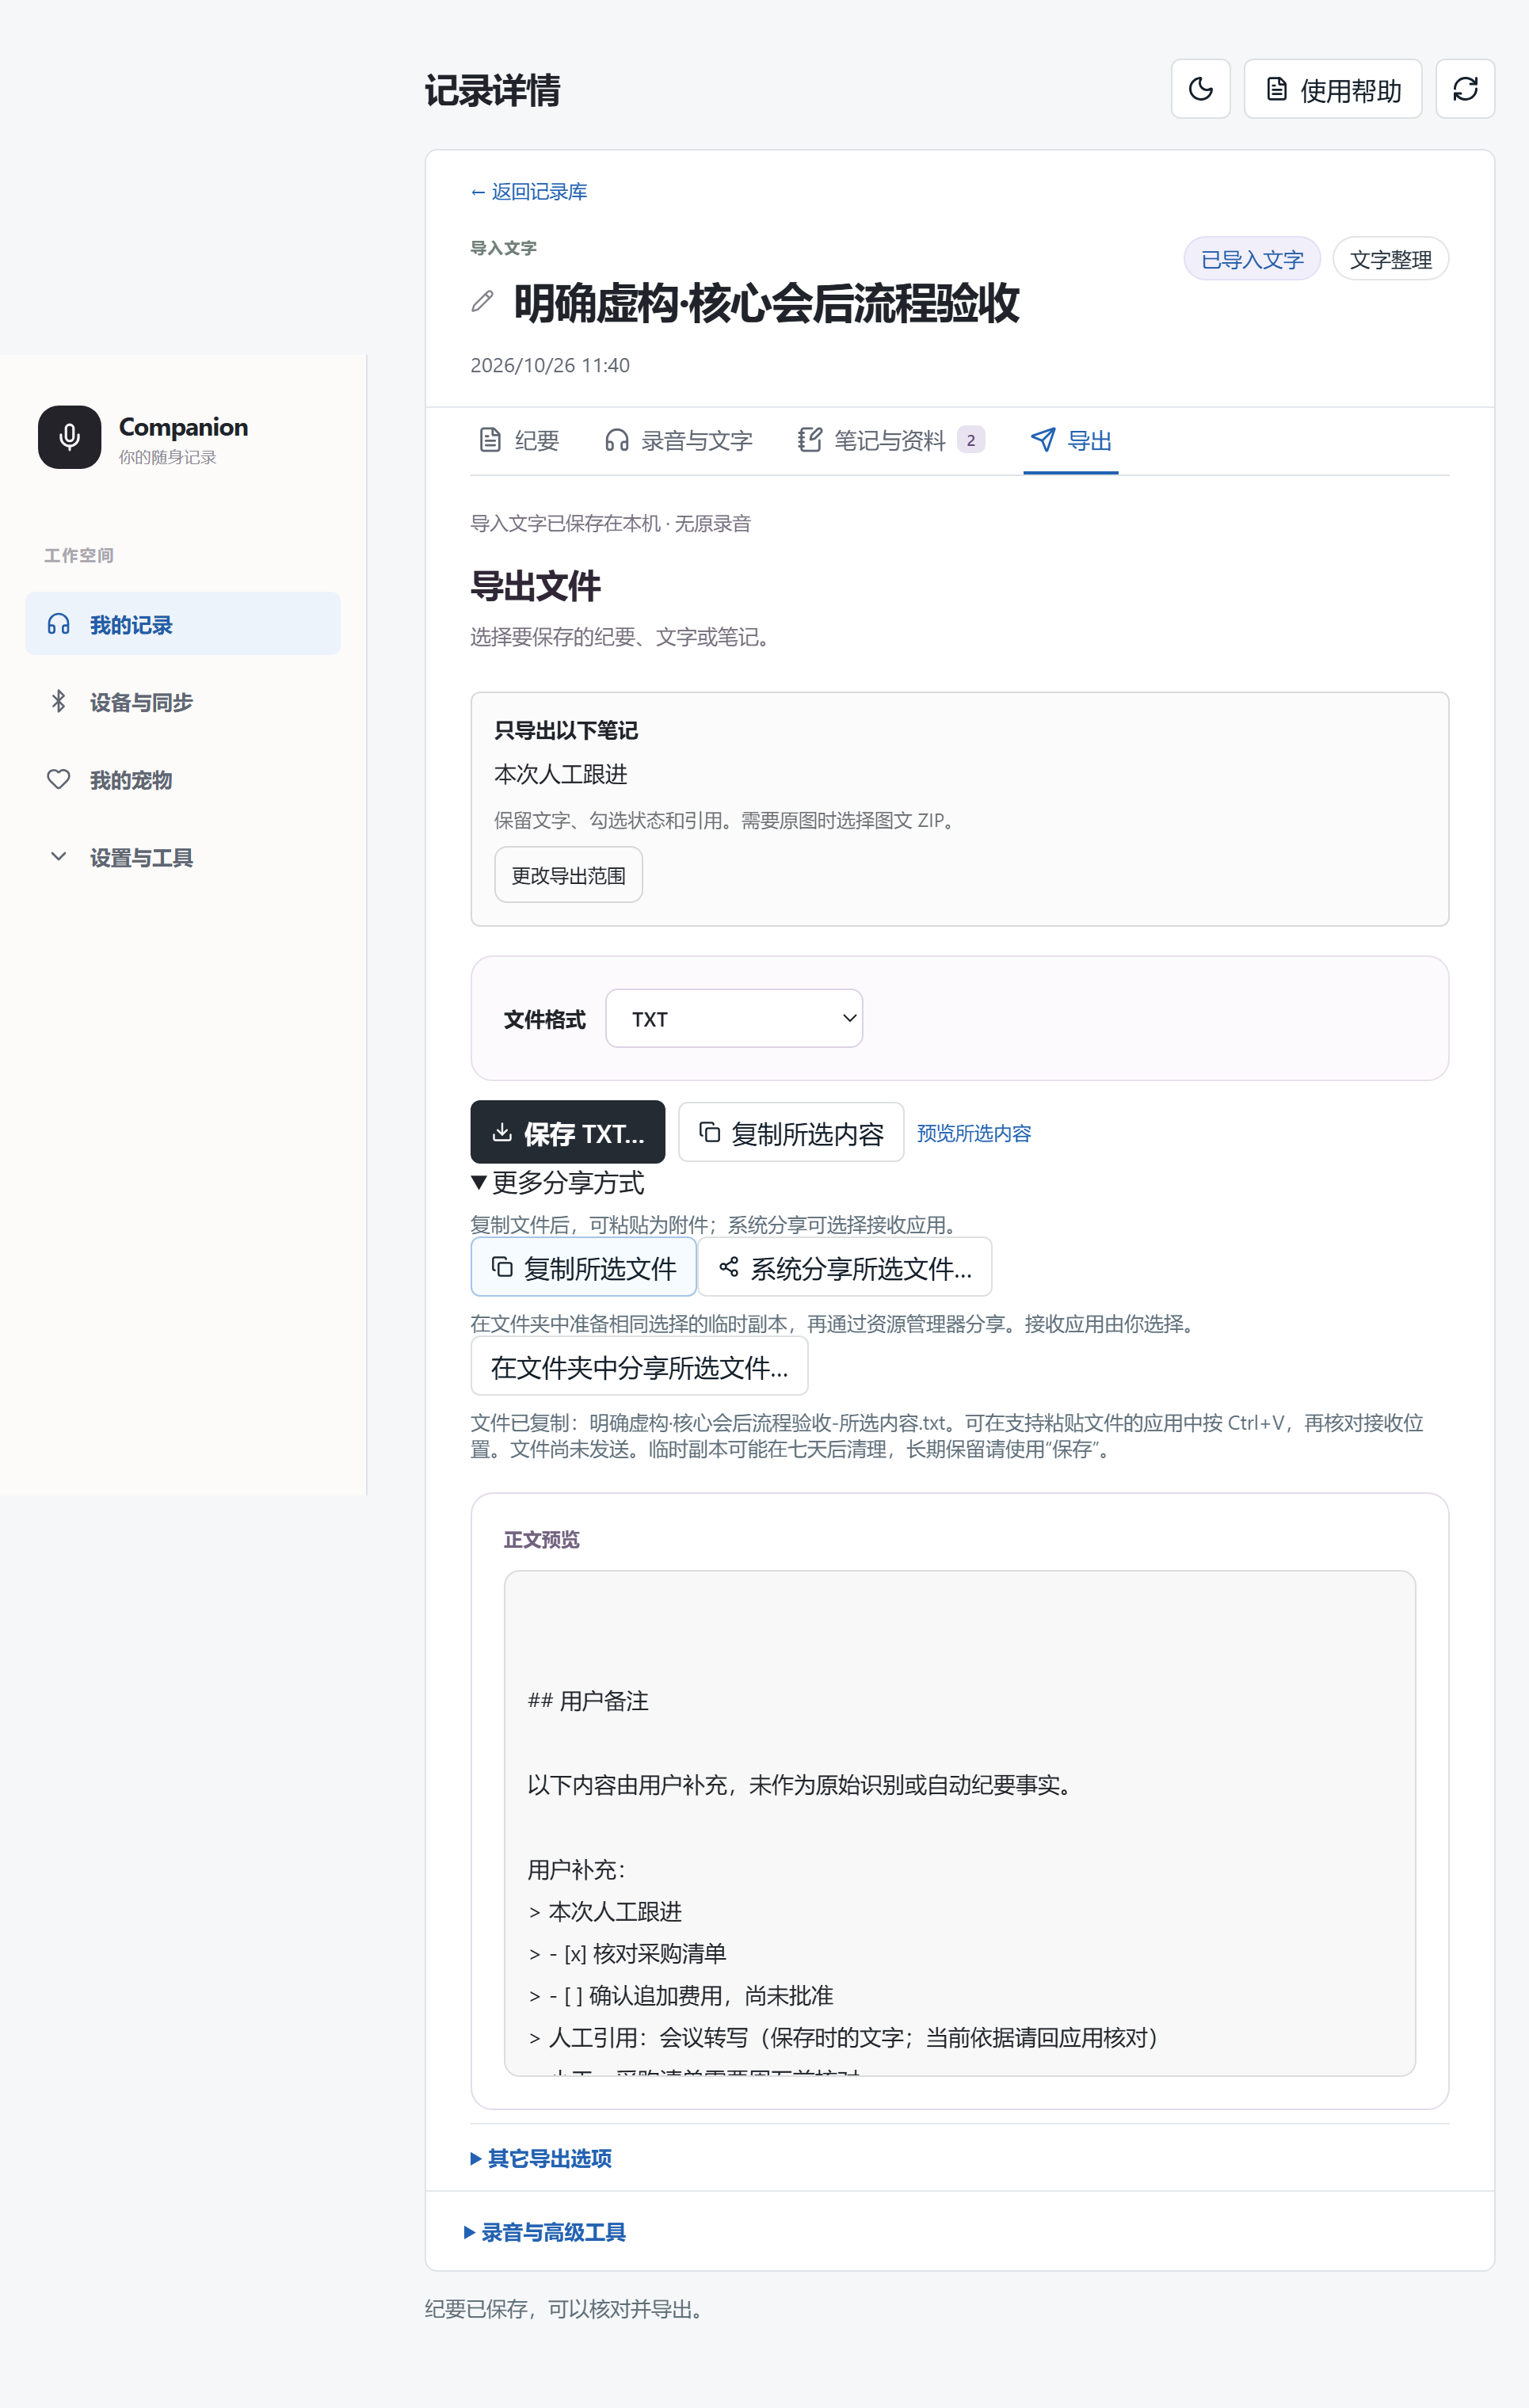 记录详情
使用帮助
← 返回记录库
导入文字
已导入文字
文字整理
明确虚构·核心会后流程验收
2026/10/26 11:40
Companion
你的随身记录
工作空间
我的记录
设备与同步
我的宠物
设置与工具
纪要
录音与文字
笔记与资料 2
导出
导入文字已保存在本机 · 无原录音
导出文件
选择要保存的纪要、文字或笔记。
只导出以下笔记
本次人工跟进
保留文字、勾选状态和引用。需要原图时选择图文 ZIP。
更改导出范围
文件格式
TXT
保存 TXT...
复制所选内容
预览所选内容
▼更多分享方式
复制文件后，可粘贴为附件；系统分享可选择接收应用。
复制所选文件
系统分享所选文件...
在文件夹中准备相同选择的临时副本，再通过资源管理器分享。接收应用由你选择。
在文件夹中分享所选文件...
文件已复制：明确虚构·核心会后流程验收-所选内容.txt。可在支持粘贴文件的应用中按 Ctrl+V，再核对接收位
置。文件尚未发送。临时副本可能在七天后清理，长期保留请使用“保存”。
正文预览
## 用户备注
以下内容由用户补充，未作为原始识别或自动纪要事实。
用户补充：
> 本次人工跟进
> - [x] 核对采购清单
> - [ ] 确认追加费用，尚未批准
> 人工引用：会议转写（保存时的文字；当前依据请回应用核对）
▶其它导出选项
▶录音与高级工具
纪要已保存，可以核对并导出。